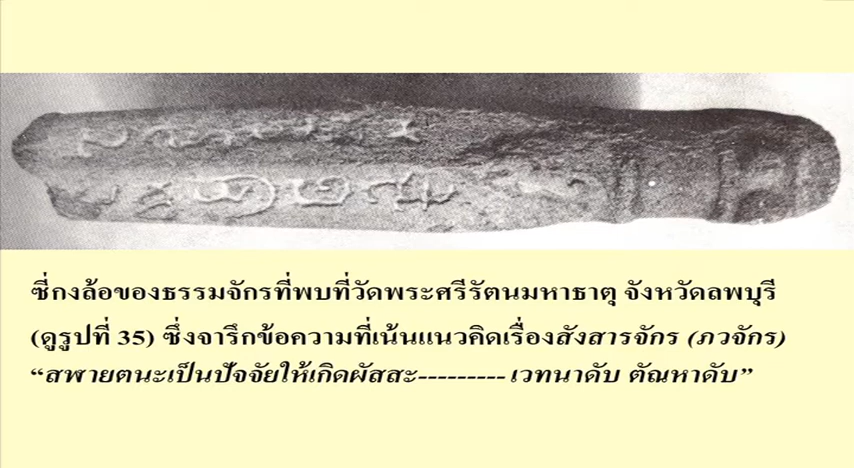 ซี่กงล้อของธรรมจักรที่พบที่วัดพระศรีรัตนมหาธาตุ จังหวัดลพบุรี
(ดูรูปที่ 35) ซึ่งจารึกข้อความที่เน้นแนวคิดเรื่องสังสารจักร (ภวจักร)
“สฬายตนะเป็นปัจจัยให้เกิดผัสสะ--------- เวทนาดับ ตัณหาดับ”